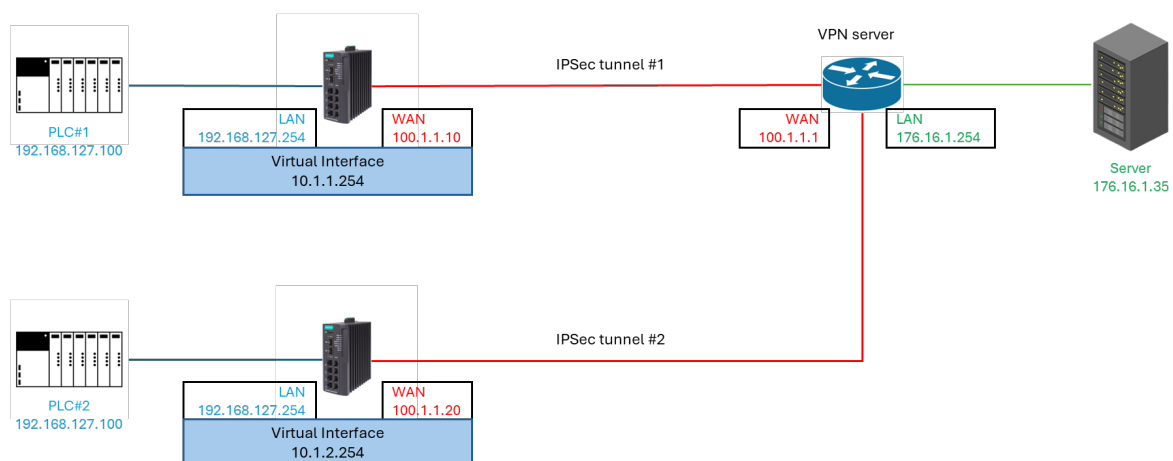 VPN server
IPSec tunnel #1
LAN
192.168.127.254
WAN
100.1.1.10
WAN
100.1.1.1
LAN
176.16.1.254
PLC#1
192.168.127.100
Virtual Interface
10.1.1.254
Server
176.16.1.35
IPSec tunnel #2
LAN
192.168.127.254
WAN
100.1.1.20
PLC#2
192.168.127.100
Virtual Interface
10.1.2.254